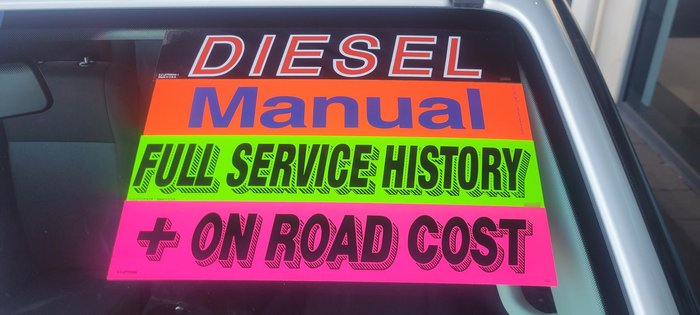 DIESEL
Manual
FULL SERVICE HISTORY
+ ON ROAD COST